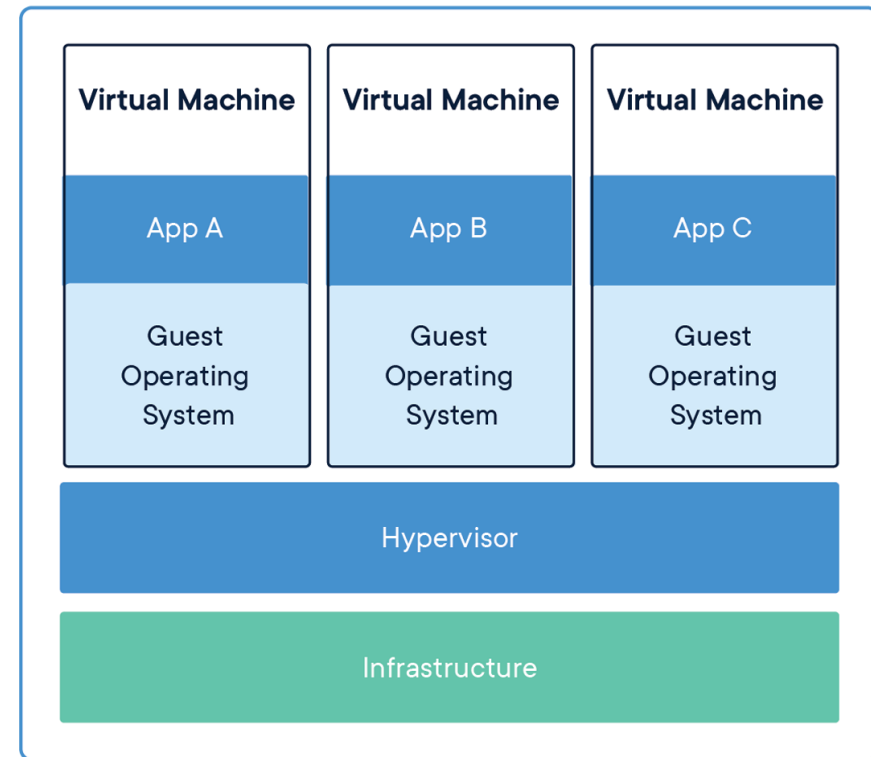 Virtual Machine
Virtual Machine
Virtual Machine
App A
App B
App C
Guest
Operating
System
Guest
Operating
System
Guest
Operating
System
Hypervisor
Infrastructure